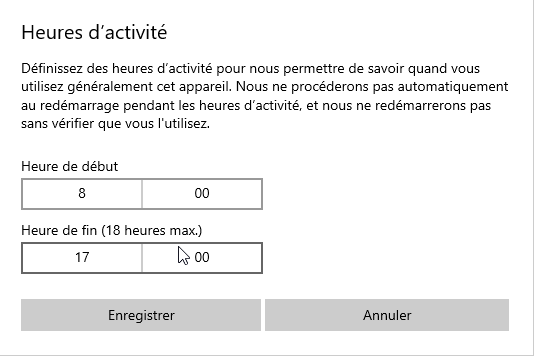 Heures d’activité
Définissez des heures d’activité pour nous permettre de savoir quand vous
utilisez généralement cet appareil. Nous ne procéderons pas automatiquement
au redémarrage pendant les heures d’activité, et nous ne redémarrerons pas
sans vérifier que vous l'utilisez.
Heure de début
8 00
Heure de fin (18 heures max.)
17 00
Enregistrer Annuler